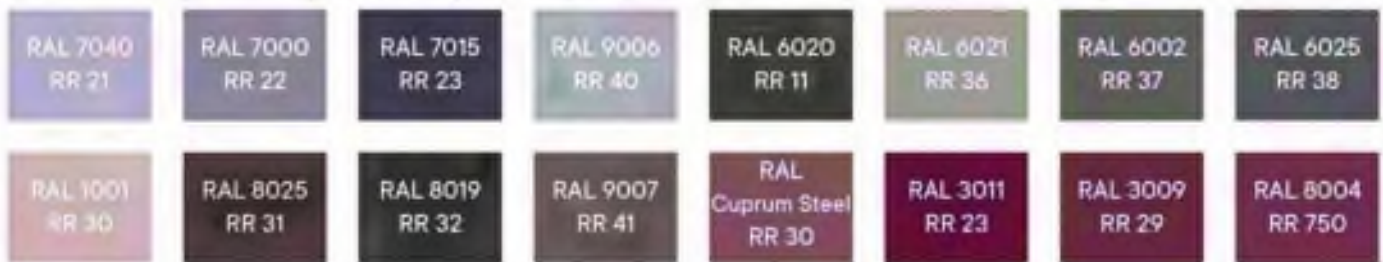 RAL 7040
RR 21
RAL 7000
RR 22
RAL 7015
RR 23
RAL 9006
RR 40
RAL 6020
RR 11
RAL 6021
RR 36
RAL 6002
RR 37
RAL 6025
RR 38
RAL 1001
RR 30
RAL 8025
RR 31
RAL 8019
RR 32
RAL 9007
RR 41
RAL
Cuprum Steel
RR 30
RAL 3011
RR 23
RAL 3009
RR 29
RAL 8004
RR 750